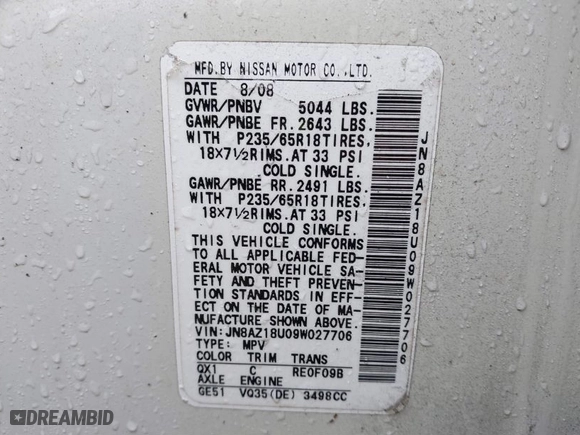 MFD.BY NISSAN MOTOR CO.,LTD.
DATE 8/08
GVWR/PNBV 5044 LBS.
GAWR/PNBE FR.2643 LBS.
WITH P235/65R18TIRES,
18X7½RIMS.AT 33 PSI
COLD SINGLE.
GAWR/PNBE RR.2491 LBS.
WITH P235/65R18TIRES,
18X7½RIMS.AT 33 PSI
COLD SINGLE.
THIS VEHICLE CONFORMS
TO ALL APPLICABLE FED-
ERAL MOTOR VEHICLE SA-
FETY AND THEFT PREVEN-
TION STANDARDS IN EFF-
ECT ON THE DATE OF MA-
NUFACTURE SHOWN ABOVE.
VIN:JN8AZ18U09W027706
TYPE: MPV
COLOR TRIM TRANS
QX1 C RE0F09B
AXLE ENGINE
GE51 VQ35(DE) 3498CC
JN8AZ18U09W027706
DREAMBID